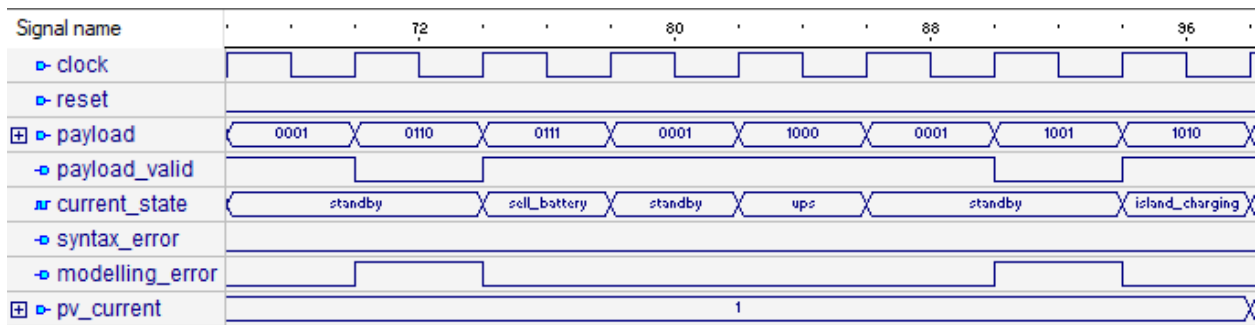 Signal name 72 80 88 96
clock
reset
payload 0001 0110 0111 0001 1000 0001 1001 1010
payload_valid
current_state standby sell_battery standby ups standby island_charging
syntax_error
modelling_error
pv_current 1